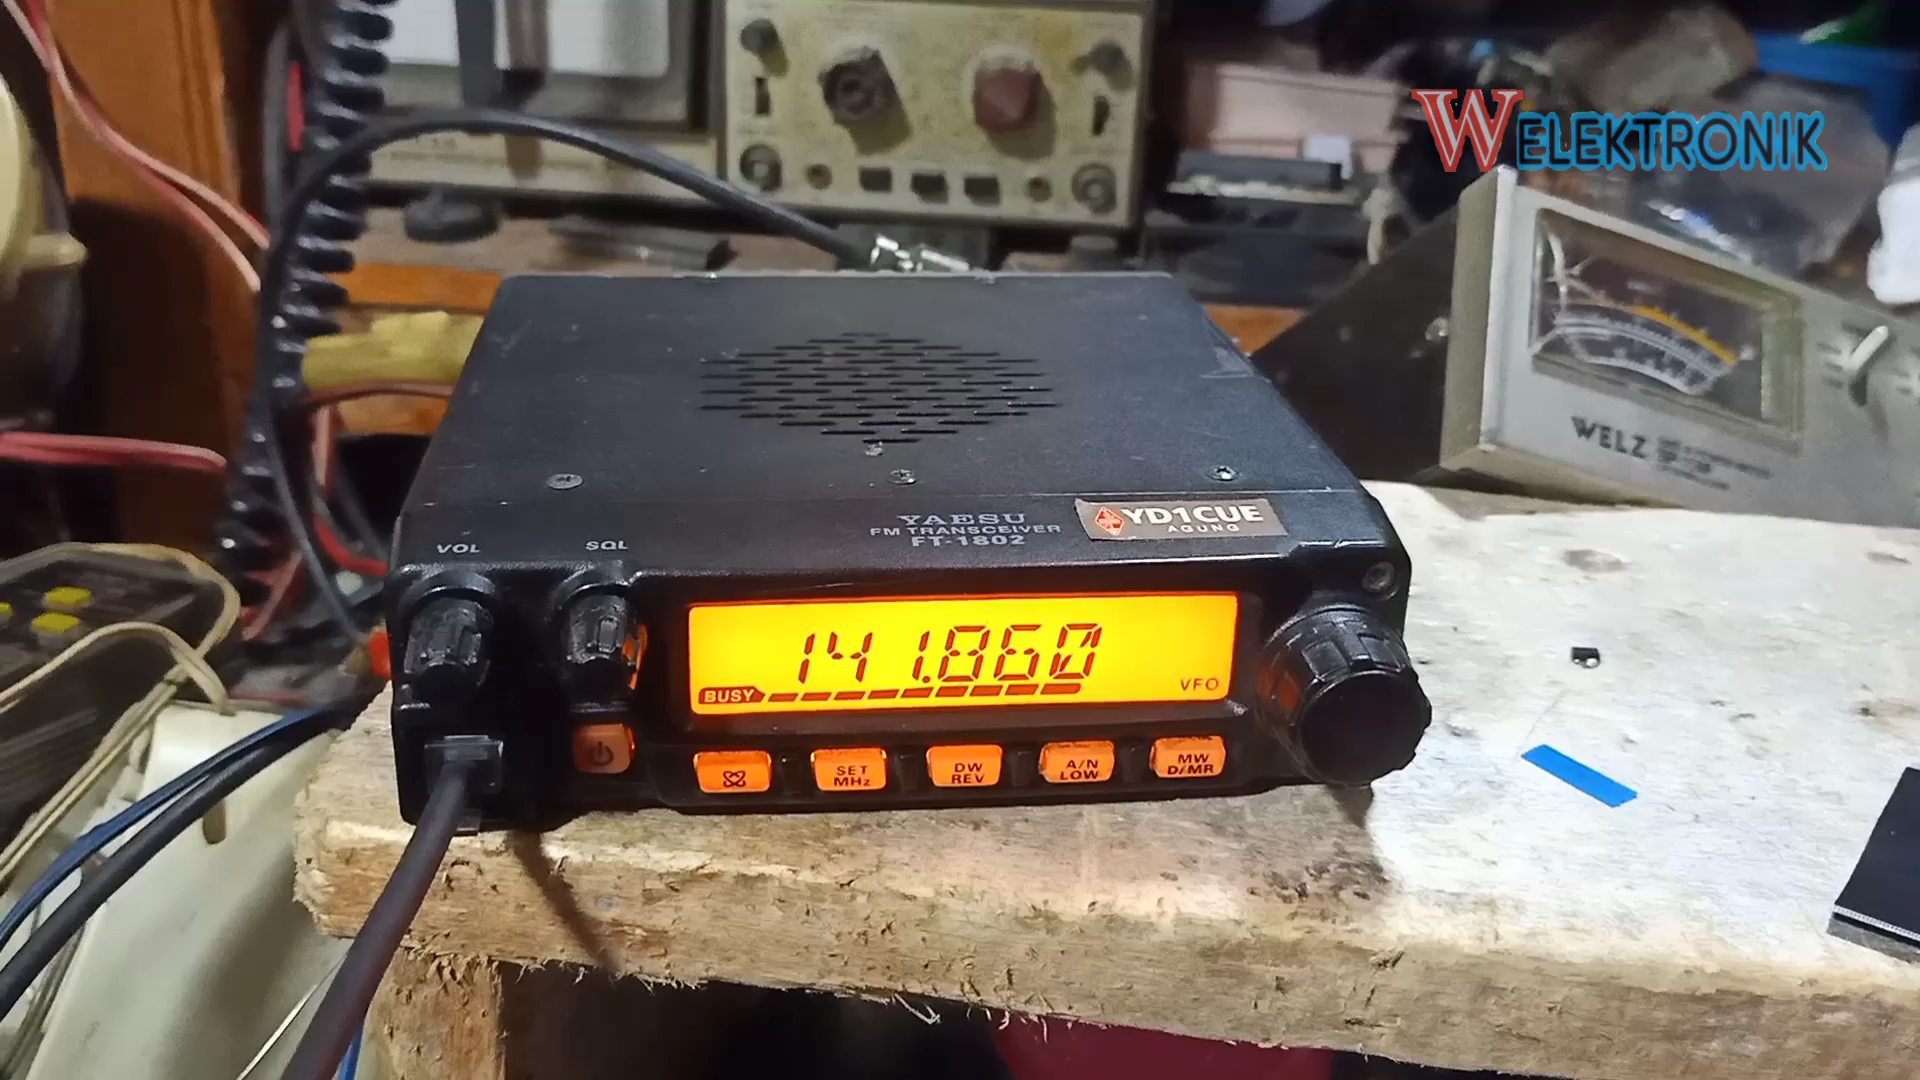 WELEKTRONIK
WELZ
YAESU
FM TRANSCEIVER
FT-1802
YD1CUE
AGUNG
VOL
SQL
141.860
BUSY
VFO
SET
MHz
DW
REV
A/N
LOW
MW
D/MR